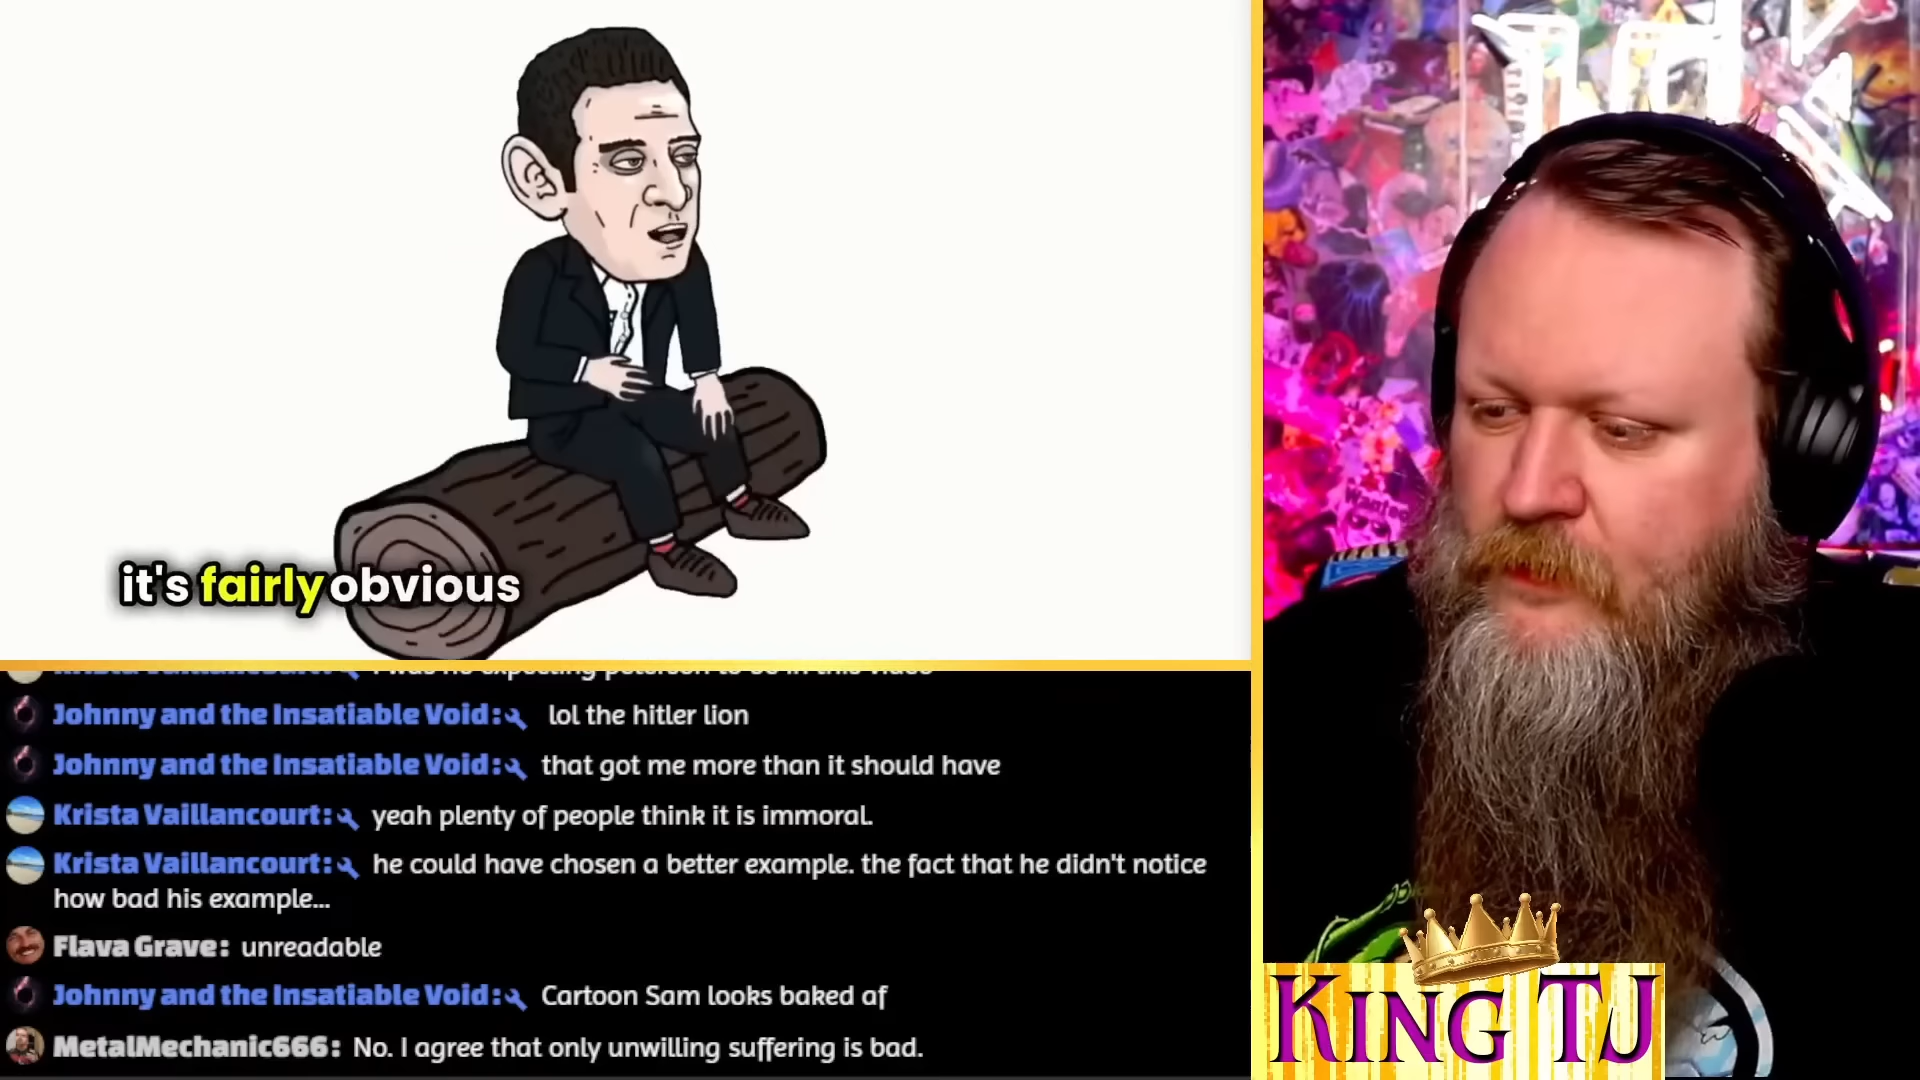 it's fairly obvious
Johnny and the Insatiable Void: lol the hitler lion
Johnny and the Insatiable Void: that got me more than it should have
Krista Vaillancourt: yeah plenty of people think it is immoral.
Krista Vaillancourt: he could have chosen a better example. the fact that he didn't notice
how bad his example...
Flava Grave: unreadable
Johnny and the Insatiable Void: Cartoon Sam looks baked af
MetalMechanic666: No. I agree that only unwilling suffering is bad.
Wanted
KING TJ